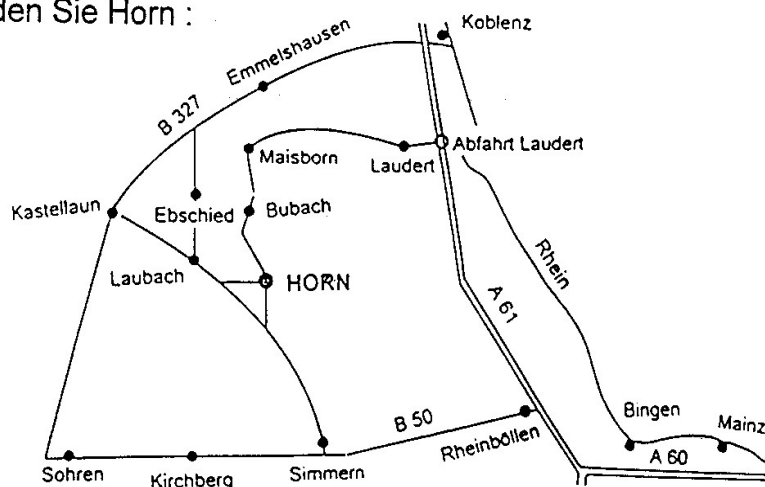 den Sie Horn :
Koblenz
Emmelshausen
B 327
Abfahrt Laudert
Maisborn
Laudert
Kastellaun
Ebschied
Bubach
Rhein
Laubach
HORN
A 61
B 50
Bingen
Mainz
Rheinböllen
A 60
Sohren
Kirchberg
Simmern